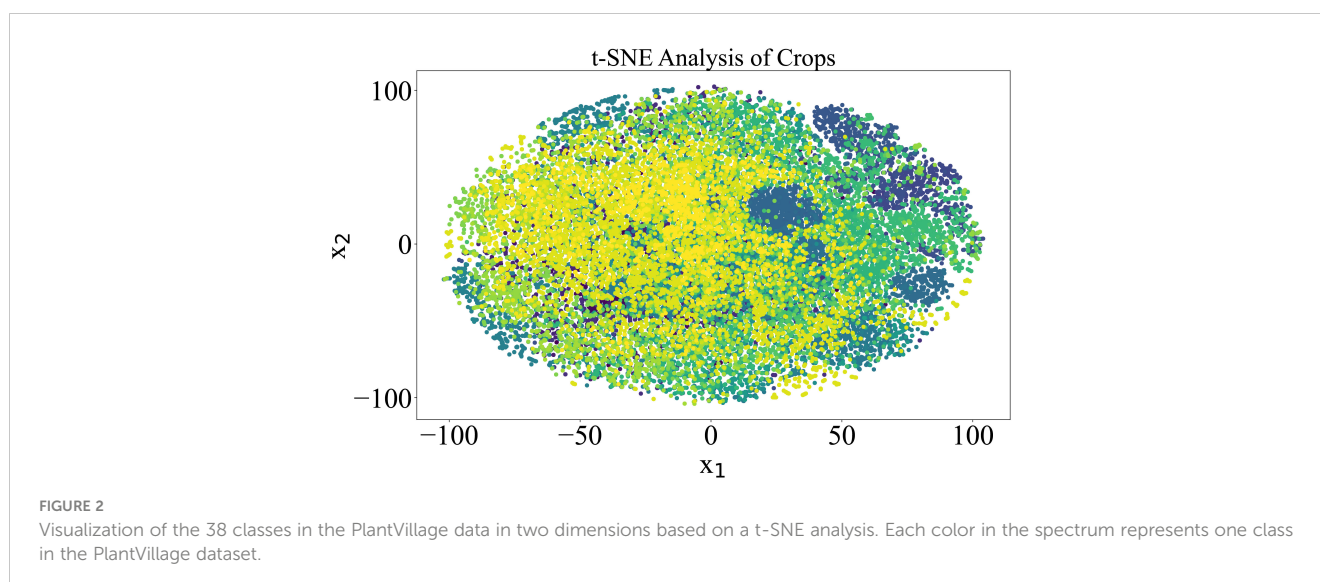 t-SNE Analysis of Crops
100
0
−100
x2
−100 −50 0 50 100
x1
FIGURE 2
Visualization of the 38 classes in the PlantVillage data in two dimensions based on a t-SNE analysis. Each color in the spectrum represents one class
in the PlantVillage dataset.